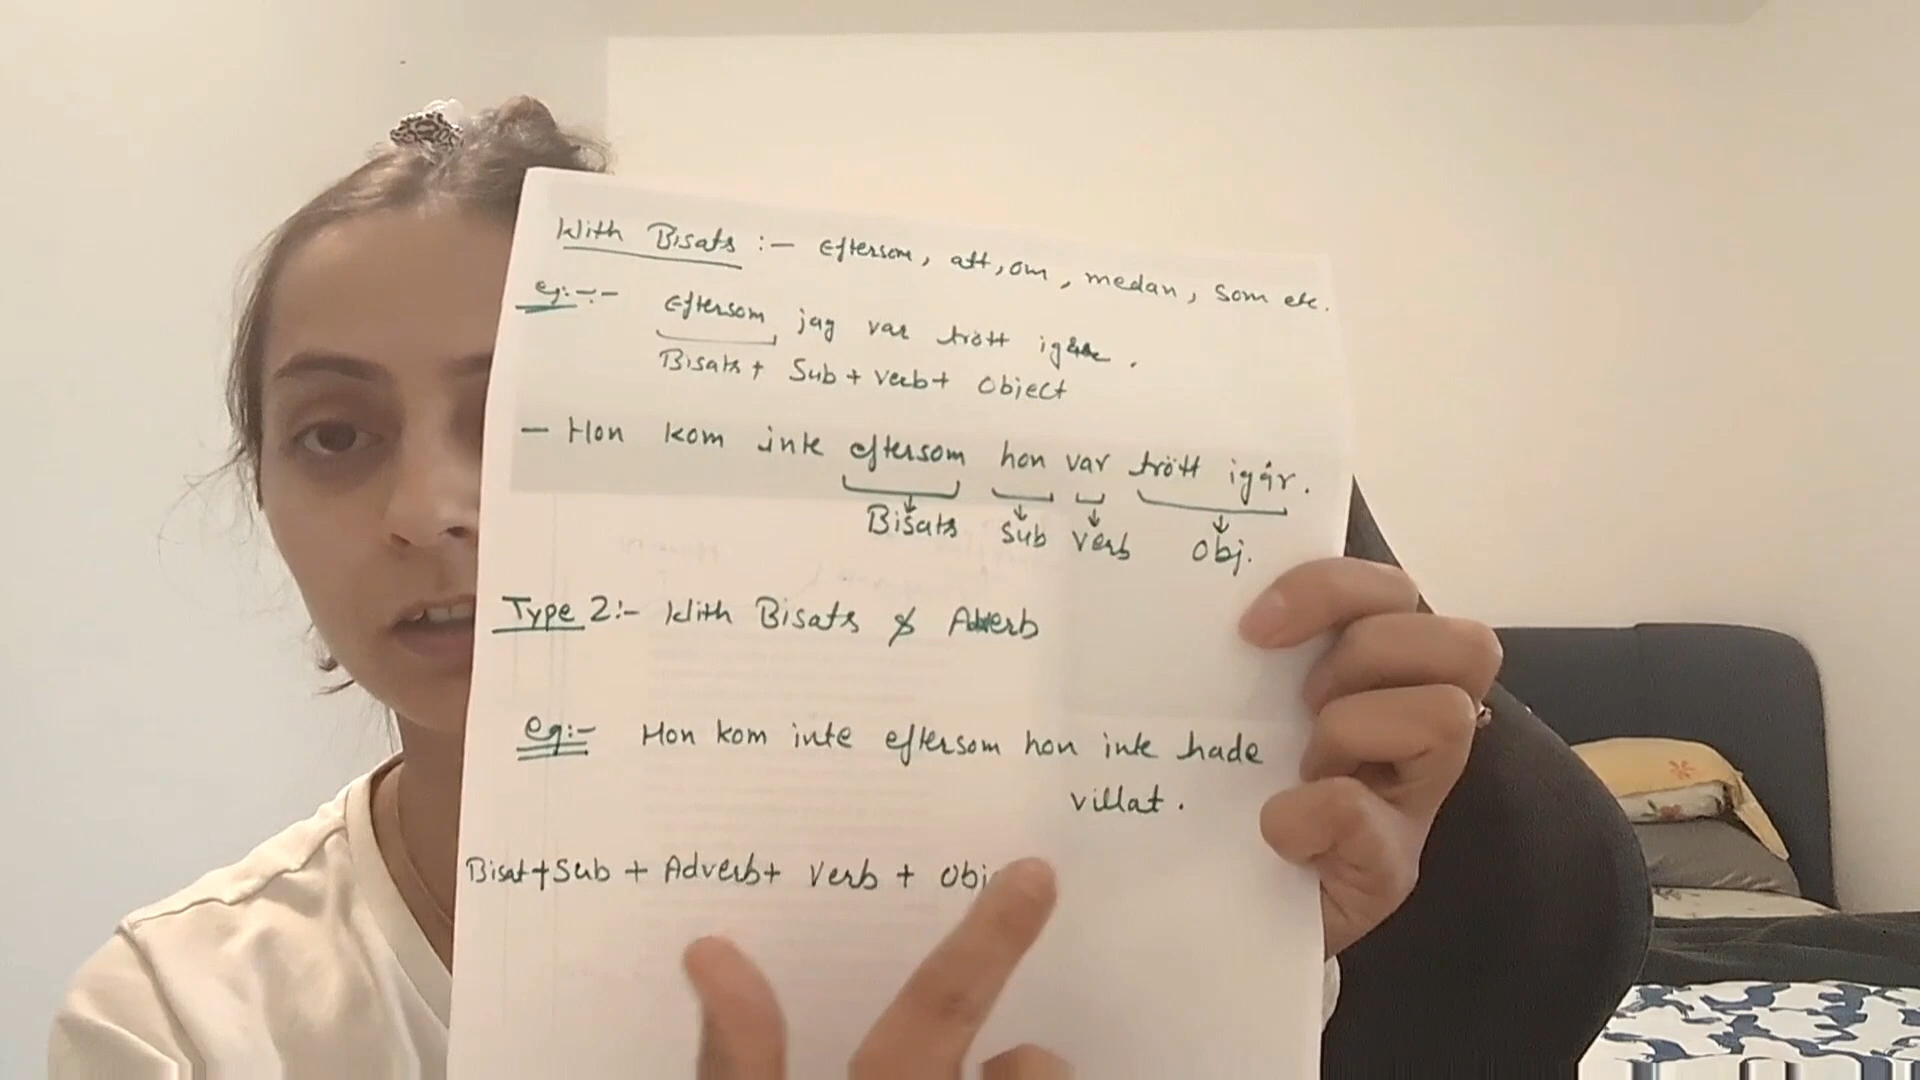 With Bisats :- Eftersom, att, om, medan, som etc.
eg:- Eftersom jag var trött igår.
Bisats + Sub + Verb + Object
- Hon kom inte eftersom hon var trött igår.
Bisats Sub Verb Obj.
Type 2:- With Bisats & Adverb
eg:- Hon kom inte eftersom hon inte hade
villat.
Bisat + Sub + Adverb + Verb + Obj